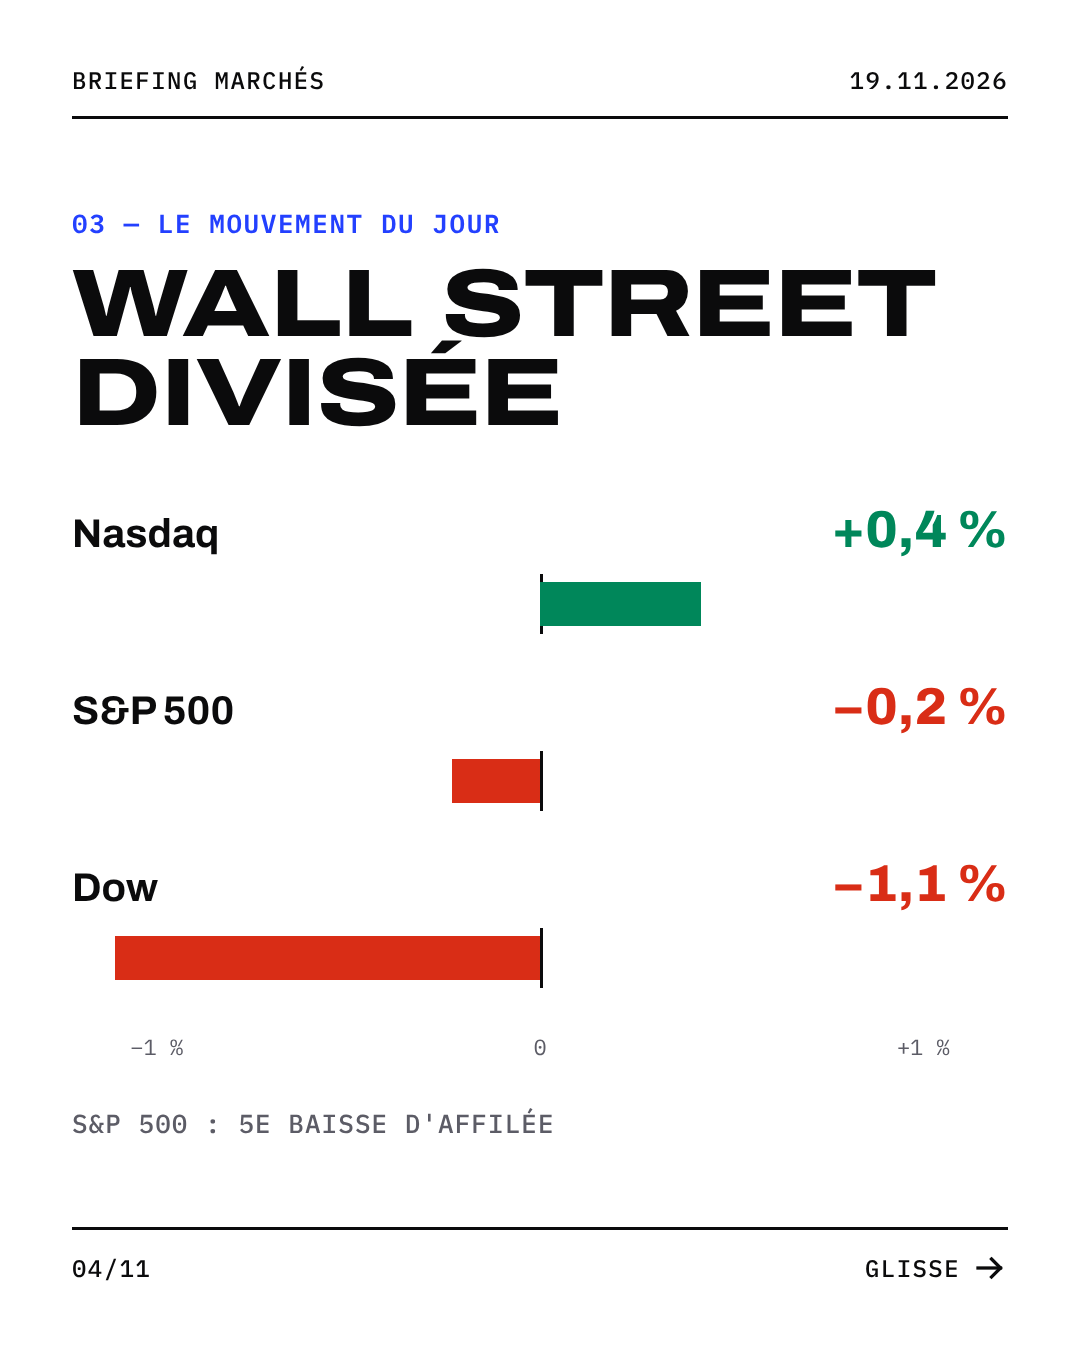 BRIEFING MARCHÉS
19.11.2026
03 — LE MOUVEMENT DU JOUR
WALL STREET
DIVISÉE
Nasdaq
+0,4 %
S&P 500
−0,2 %
Dow
−1,1 %
−1 %
0
+1 %
S&P 500 : 5E BAISSE D'AFFILÉE
04/11
GLISSE →